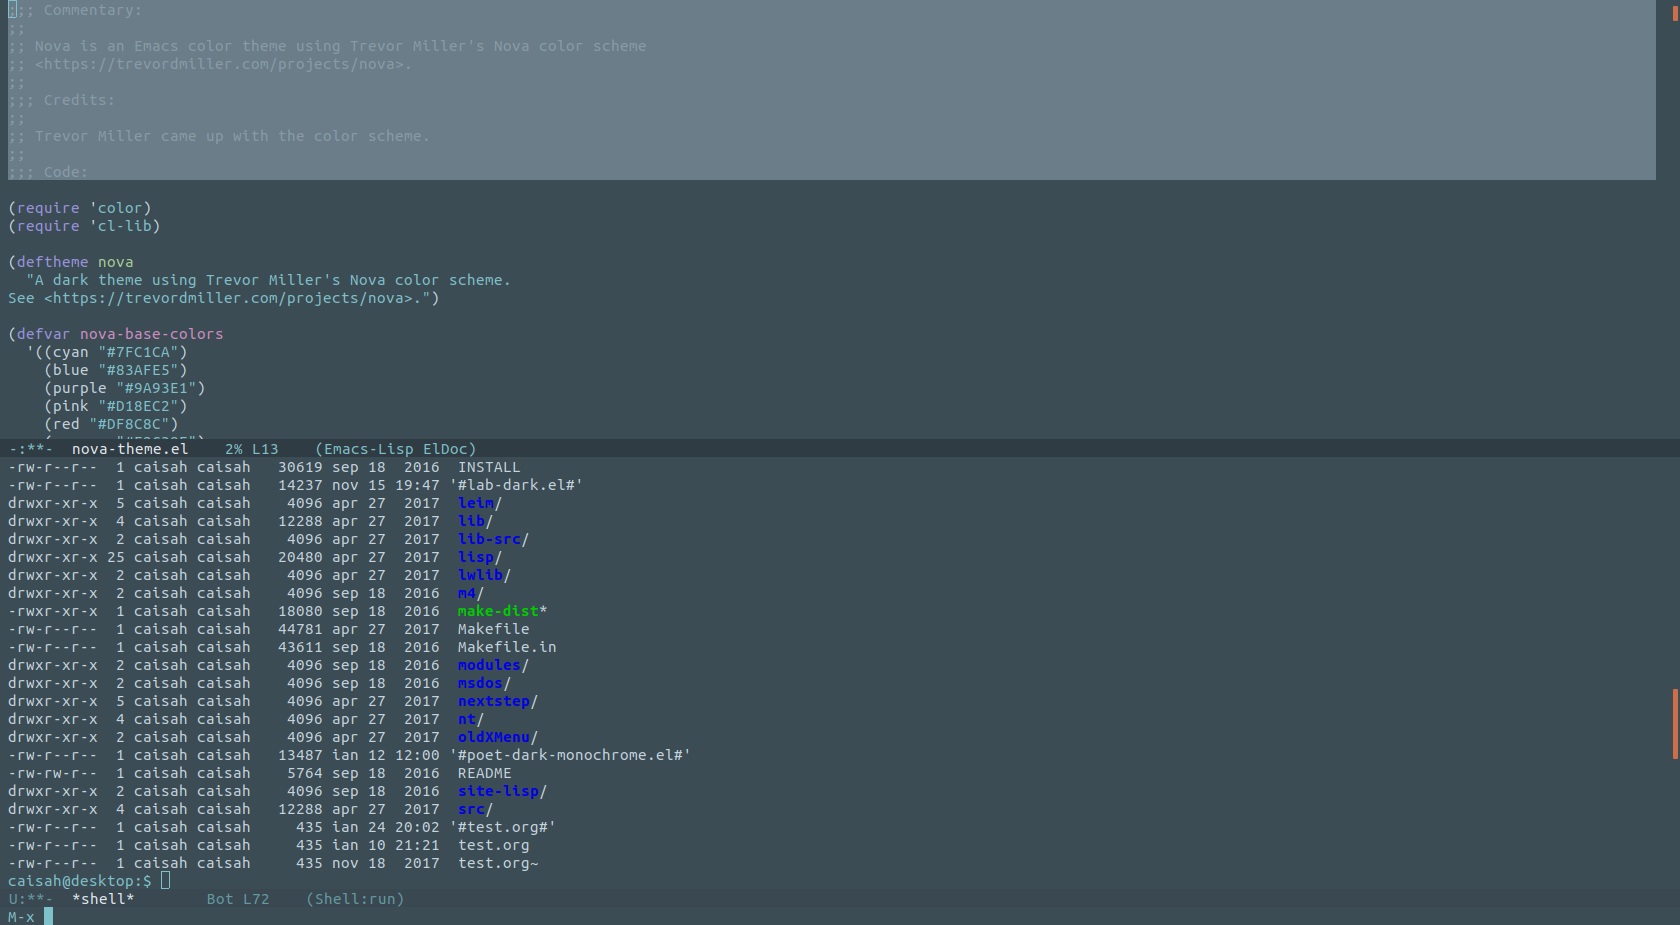 ;;; Commentary:
;;
;; Nova is an Emacs color theme using Trevor Miller's Nova color scheme
;; <https://trevordmiller.com/projects/nova>.
;;
;;; Credits:
;;
;; Trevor Miller came up with the color scheme.
;;
;;; Code:
(require 'color)
(require 'cl-lib)
(deftheme nova
  "A dark theme using Trevor Miller's Nova color scheme.
See <https://trevordmiller.com/projects/nova>.")
(defvar nova-base-colors
  '((cyan "#7FC1CA")
    (blue "#83AFE5")
    (purple "#9A93E1")
    (pink "#D18EC2")
    (red "#DF8C8C")
-:**-  nova-theme.el    2% L13    (Emacs-Lisp ElDoc)
-rw-r--r--  1 caisah caisah   30619 sep 18  2016  INSTALL
-rw-r--r--  1 caisah caisah   14237 nov 15 19:47 '#lab-dark.el#'
drwxr-xr-x  5 caisah caisah    4096 apr 27  2017  leim/
drwxr-xr-x  4 caisah caisah   12288 apr 27  2017  lib/
drwxr-xr-x  2 caisah caisah    4096 apr 27  2017  lib-src/
drwxr-xr-x 25 caisah caisah   20480 apr 27  2017  lisp/
drwxr-xr-x  2 caisah caisah    4096 apr 27  2017  lwlib/
drwxr-xr-x  2 caisah caisah    4096 sep 18  2016  m4/
-rwxr-xr-x  1 caisah caisah   18080 sep 18  2016  make-dist*
-rw-r--r--  1 caisah caisah   44781 apr 27  2017  Makefile
-rw-r--r--  1 caisah caisah   43611 sep 18  2016  Makefile.in
drwxr-xr-x  2 caisah caisah    4096 sep 18  2016  modules/
drwxr-xr-x  2 caisah caisah    4096 sep 18  2016  msdos/
drwxr-xr-x  5 caisah caisah    4096 apr 27  2017  nextstep/
drwxr-xr-x  4 caisah caisah    4096 apr 27  2017  nt/
drwxr-xr-x  2 caisah caisah    4096 apr 27  2017  oldXMenu/
-rw-r--r--  1 caisah caisah   13487 ian 12 12:00 '#poet-dark-monochrome.el#'
-rw-rw-r--  1 caisah caisah    5764 sep 18  2016  README
drwxr-xr-x  2 caisah caisah    4096 sep 18  2016  site-lisp/
drwxr-xr-x  4 caisah caisah   12288 apr 27  2017  src/
-rw-r--r--  1 caisah caisah     435 ian 24 20:02 '#test.org#'
-rw-r--r--  1 caisah caisah     435 ian 10 21:21  test.org
-rw-r--r--  1 caisah caisah     435 nov 18  2017  test.org~
caisah@desktop:$
U:**-  *shell*        Bot L72    (Shell:run)
M-x